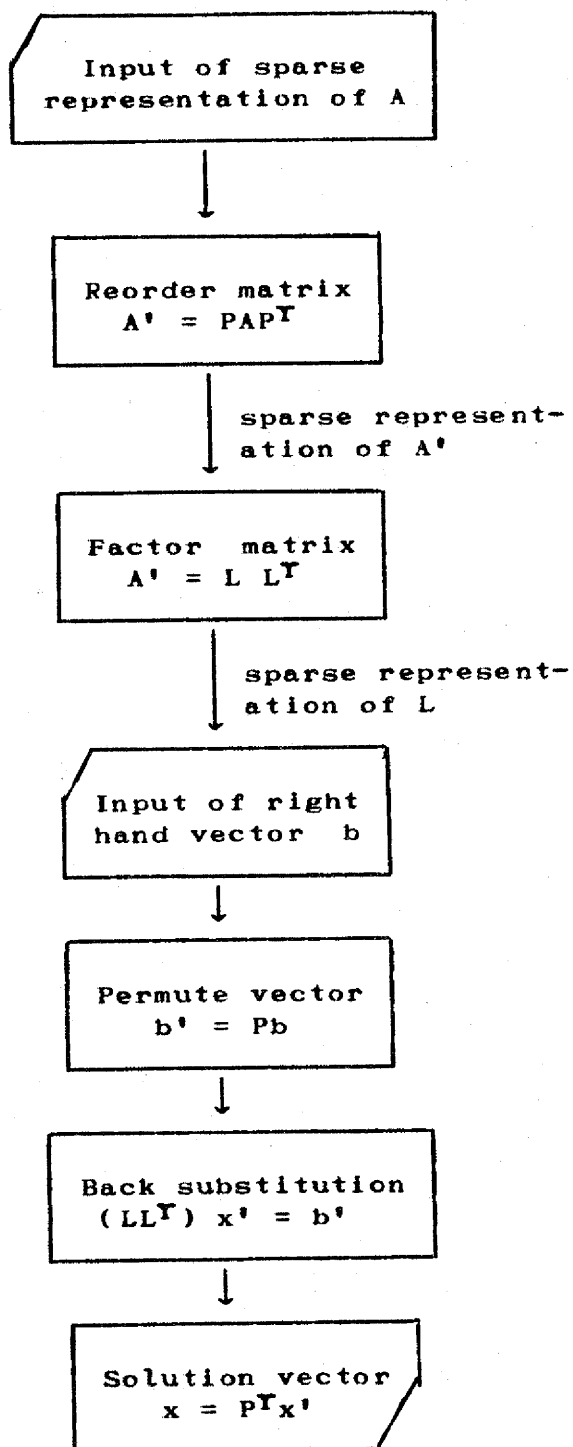 Input of sparse
representation of A
Reorder matrix
A' = PAPᵀ
sparse represent-
ation of A'
Factor matrix
A' = L Lᵀ
sparse represent-
ation of L
Input of right
hand vector b
Permute vector
b' = Pb
Back substitution
(LLᵀ) x' = b'
Solution vector
x = Pᵀx'